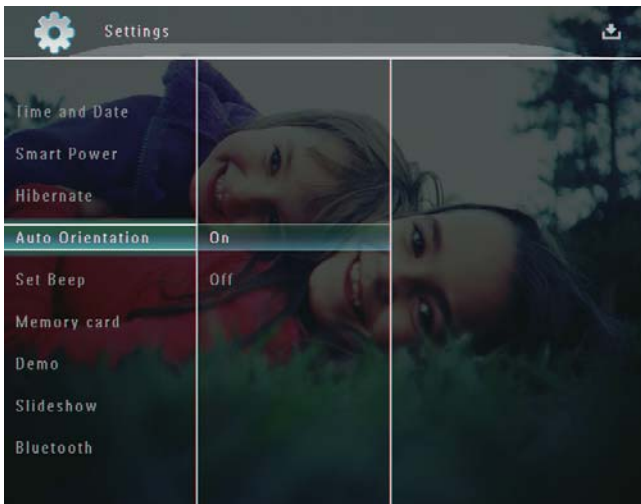 Settings
Time and Date
Smart Power
Hibernate
Auto Orientation
On
Set Beep
Off
Memory card
Demo
Slideshow
Bluetooth